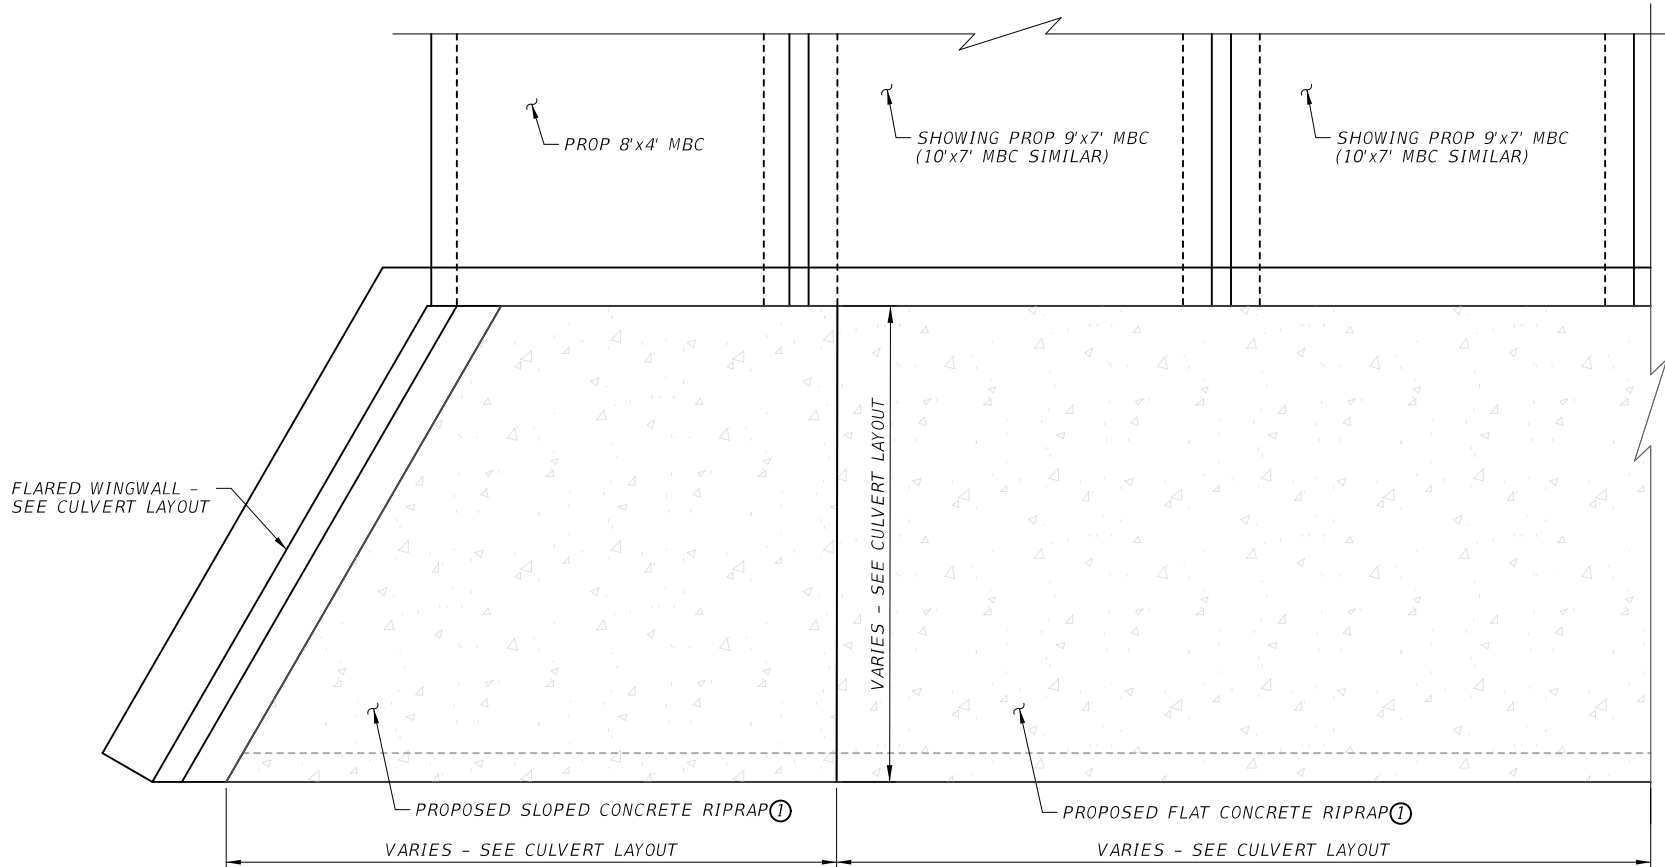 PROP 8'x4' MBC
SHOWING PROP 9'x7' MBC
(10'x7' MBC SIMILAR)
SHOWING PROP 9'x7' MBC
(10'x7' MBC SIMILAR)
FLARED WINGWALL -
SEE CULVERT LAYOUT
VARIES - SEE CULVERT LAYOUT
PROPOSED SLOPED CONCRETE RIPRAP 1
PROPOSED FLAT CONCRETE RIPRAP 1
VARIES - SEE CULVERT LAYOUT
VARIES - SEE CULVERT LAYOUT